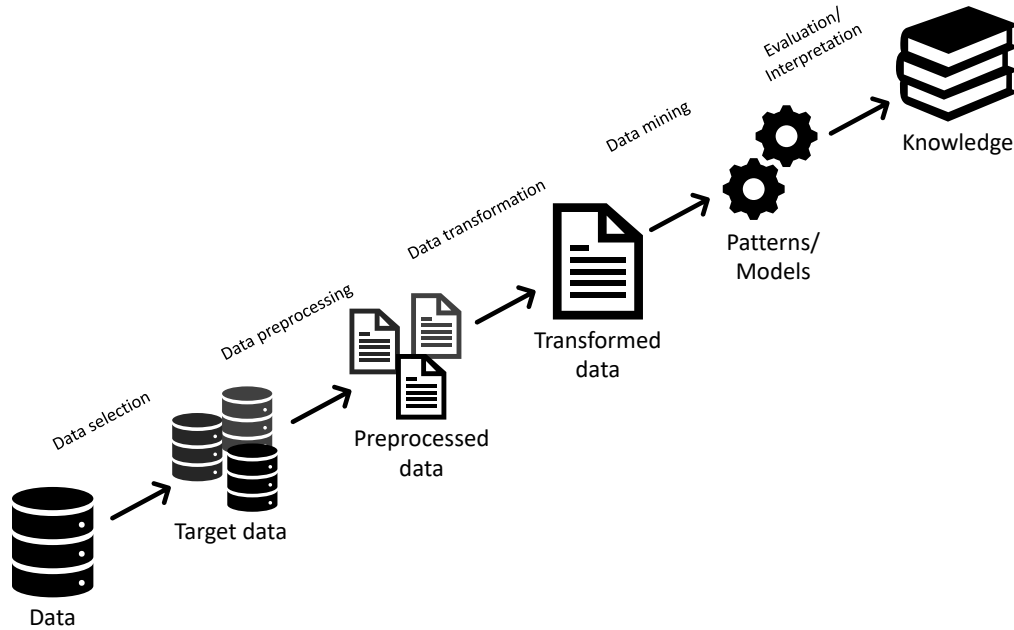 Data
Data selection
Target data
Data preprocessing
Preprocessed
data
Data transformation
Transformed
data
Data mining
Patterns/
Models
Evaluation/
Interpretation
Knowledge